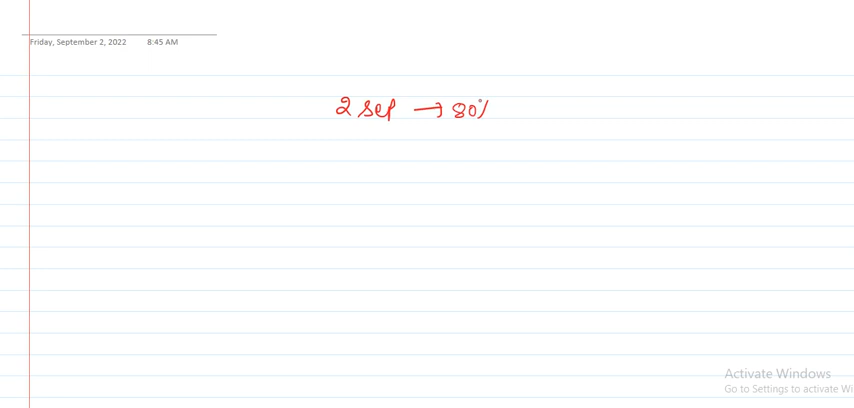 Friday, September 2, 2022 8:45 AM
2 sep → 80%
Activate Windows
Go to Settings to activate Wi